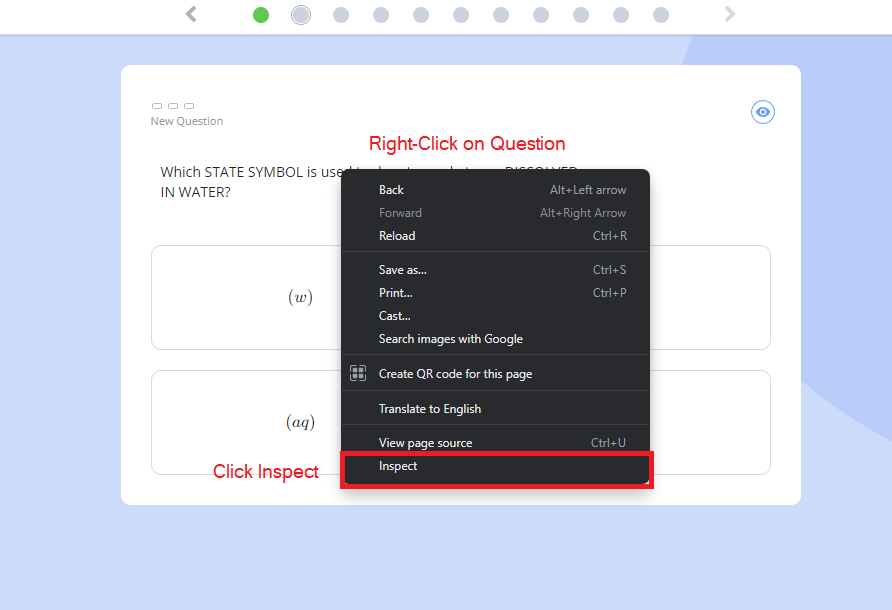 New Question
Right-Click on Question
Which STATE SYMBOL is used
IN WATER?
Back Alt+Left arrow
Forward Alt+Right Arrow
Reload Ctrl+R
Save as... Ctrl+S
(w)
Print... Ctrl+P
Cast...
Search images with Google
Create QR code for this page
Translate to English
(aq)
View page source Ctrl+U
Click Inspect
Inspect